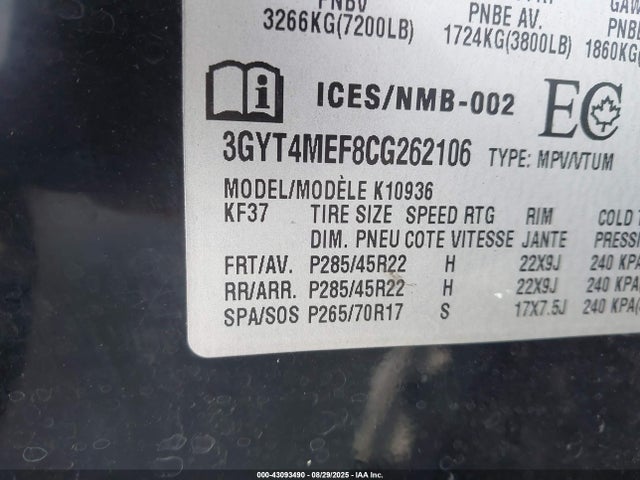 PNBV
3266KG(7200LB)
PNBE AV.
1724KG(3800LB)
GAW
PNBE
1860KG
ICES/NMB-002
EC
3GYT4MEF8CG262106 TYPE: MPV/VTUM
MODEL/MODÈLE K10936
KF37 TIRE SIZE SPEED RTG RIM COLD T
DIM. PNEU COTE VITESSE JANTE PRESSI
FRT/AV. P285/45R22 H 22X9J 240 KPA
RR/ARR. P285/45R22 H 22X9J 240 KPA
SPA/SOS P265/70R17 S 17X7.5J 240 KPA(
000-43093490 - 08/29/2025 - IAA Inc.